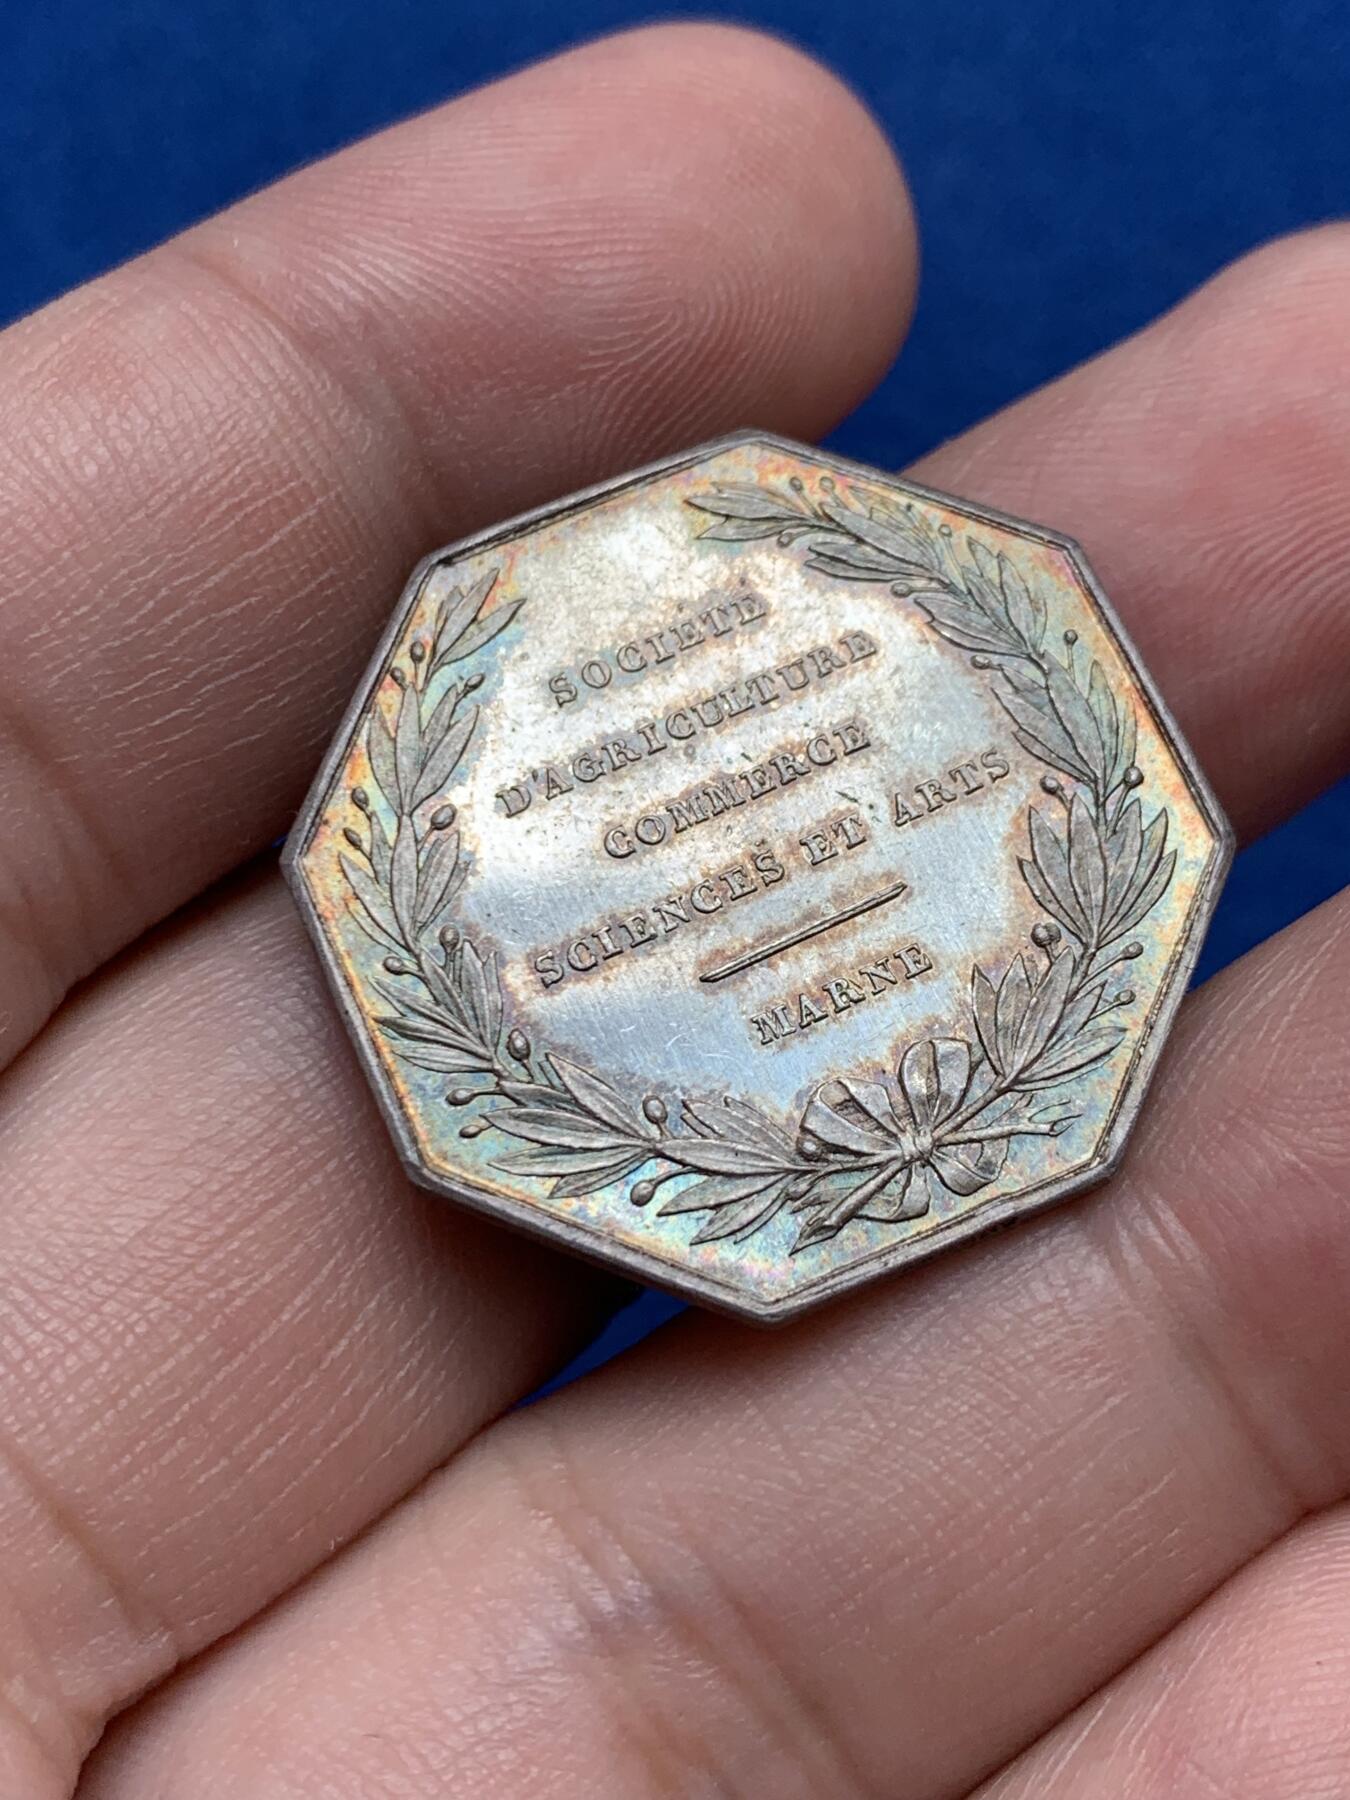 SOCIETE
D'AGRICULTURE
COMMERCE
SCIENCES ET ARTS
MARNE